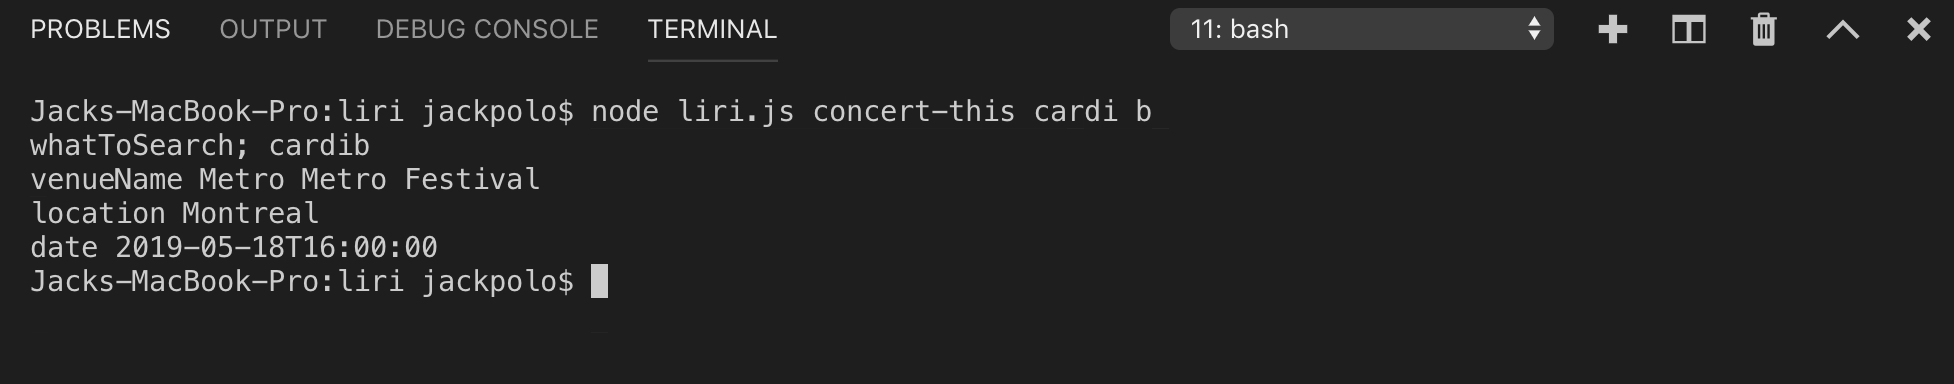 PROBLEMS OUTPUT DEBUG CONSOLE TERMINAL 11: bash
Jacks-MacBook-Pro:liri jackpolo$ node liri.js concert-this cardi b
whatToSearch; cardib
venueName Metro Metro Festival
location Montreal
date 2019-05-18T16:00:00
Jacks-MacBook-Pro:liri jackpolo$